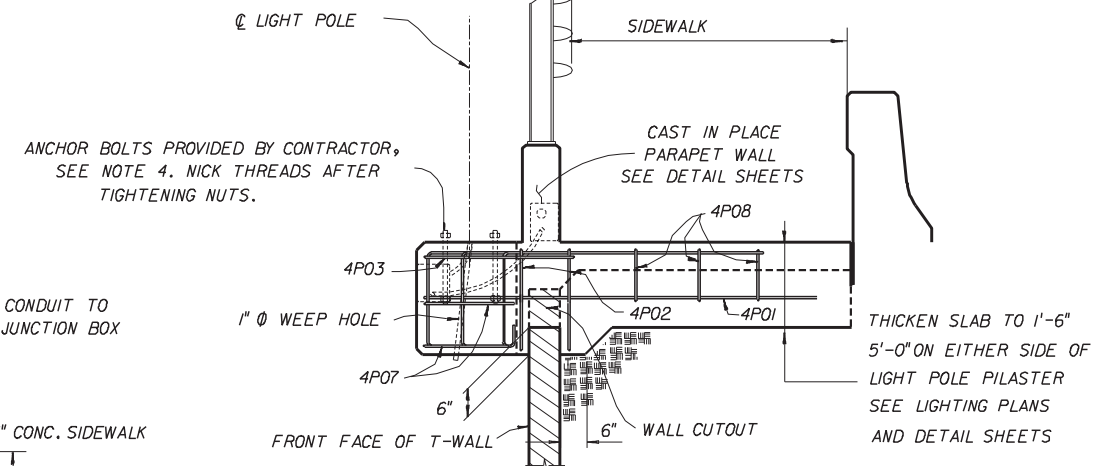 ℄ LIGHT POLE
SIDEWALK
ANCHOR BOLTS PROVIDED BY CONTRACTOR,
SEE NOTE 4. NICK THREADS AFTER
TIGHTENING NUTS.
CAST IN PLACE
PARAPET WALL
SEE DETAIL SHEETS
4P08
4P03
CONDUIT TO
JUNCTION BOX
1" Φ WEEP HOLE
4P02
4P01
THICKEN SLAB TO 1'-6"
5'-0" ON EITHER SIDE OF
LIGHT POLE PILASTER
SEE LIGHTING PLANS
AND DETAIL SHEETS
4P07
6"
" CONC. SIDEWALK
FRONT FACE OF T-WALL
6"
WALL CUTOUT